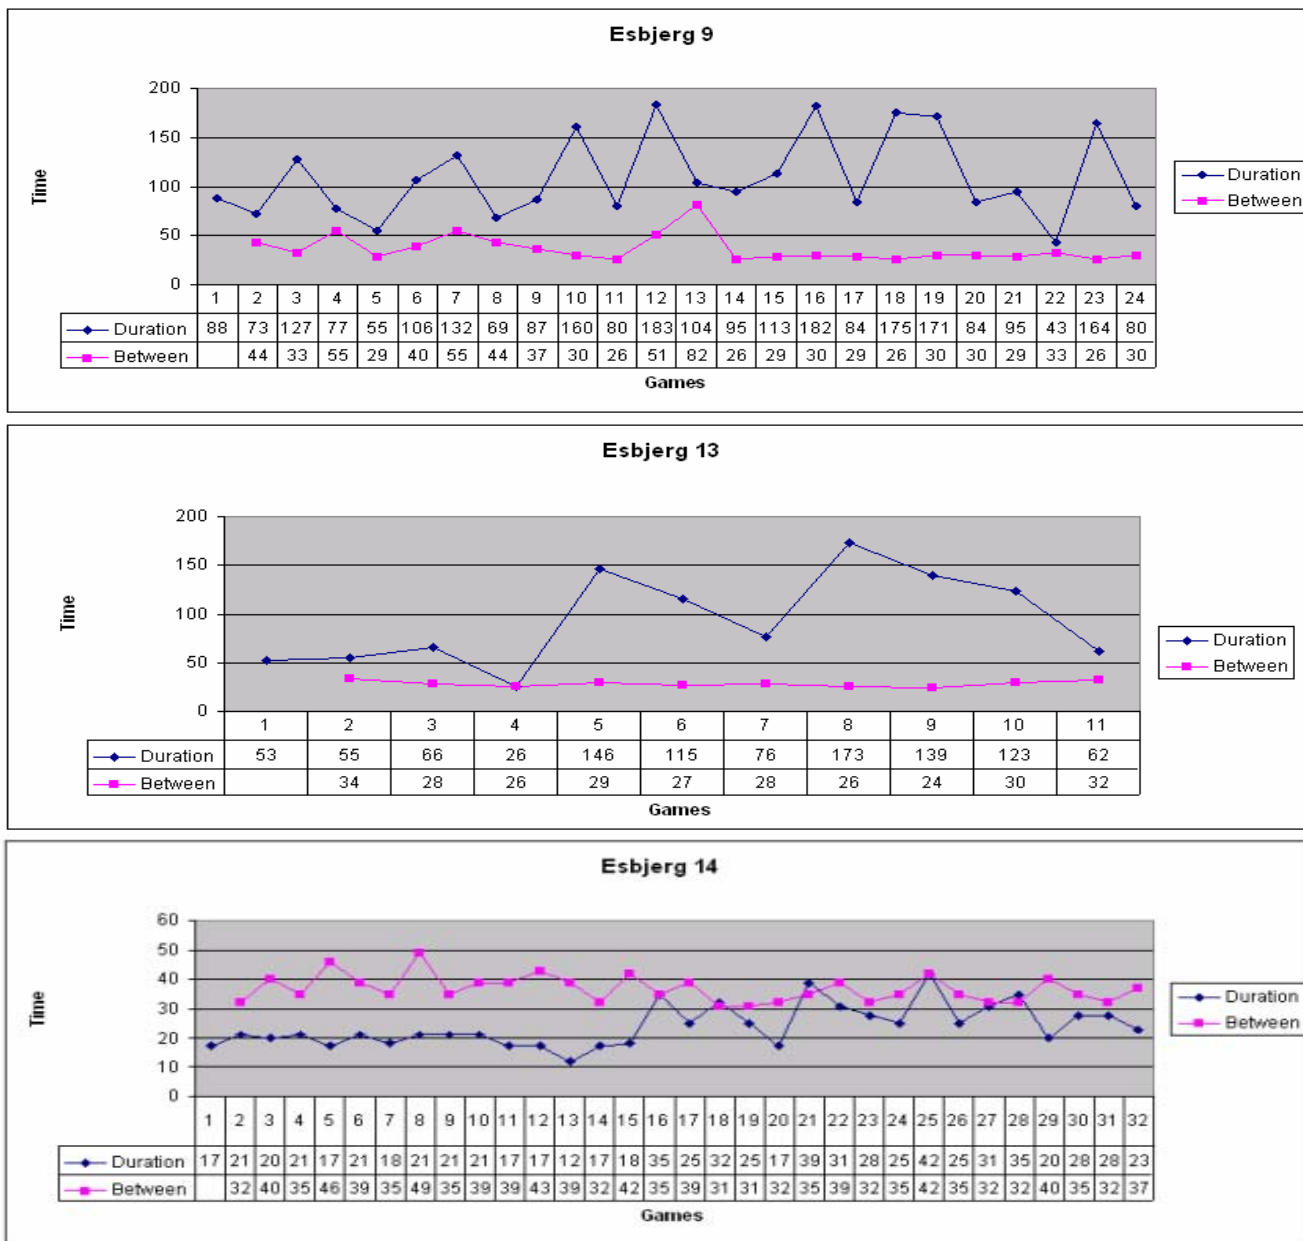 Esbjerg 9
200
150
100
50
0
Time
1 2 3 4 5 6 7 8 9 10 11 12 13 14 15 16 17 18 19 20 21 22 23 24
Duration 88 73 127 77 55 106 132 69 87 160 80 183 104 95 113 182 84 175 171 84 95 43 164 80
Between 44 33 55 29 40 55 44 37 30 26 51 82 26 29 30 29 26 30 30 29 33 26 30
Games
Duration
Between
Esbjerg 13
200
150
100
50
0
Time
1 2 3 4 5 6 7 8 9 10 11
Duration 53 55 66 26 146 115 76 173 139 123 62
Between 34 28 26 29 27 28 26 24 30 32
Games
Duration
Between
Esbjerg 14
60
50
40
30
20
10
0
Time
1 2 3 4 5 6 7 8 9 10 11 12 13 14 15 16 17 18 19 20 21 22 23 24 25 26 27 28 29 30 31 32
Duration 17 21 20 21 17 21 18 21 21 21 17 17 12 17 18 35 25 32 25 17 39 31 28 25 42 25 31 35 20 28 28 23
Between 32 40 35 46 39 35 49 35 39 39 43 39 32 42 35 39 31 31 32 35 39 32 35 42 35 32 32 40 35 32 37
Games
Duration
Between